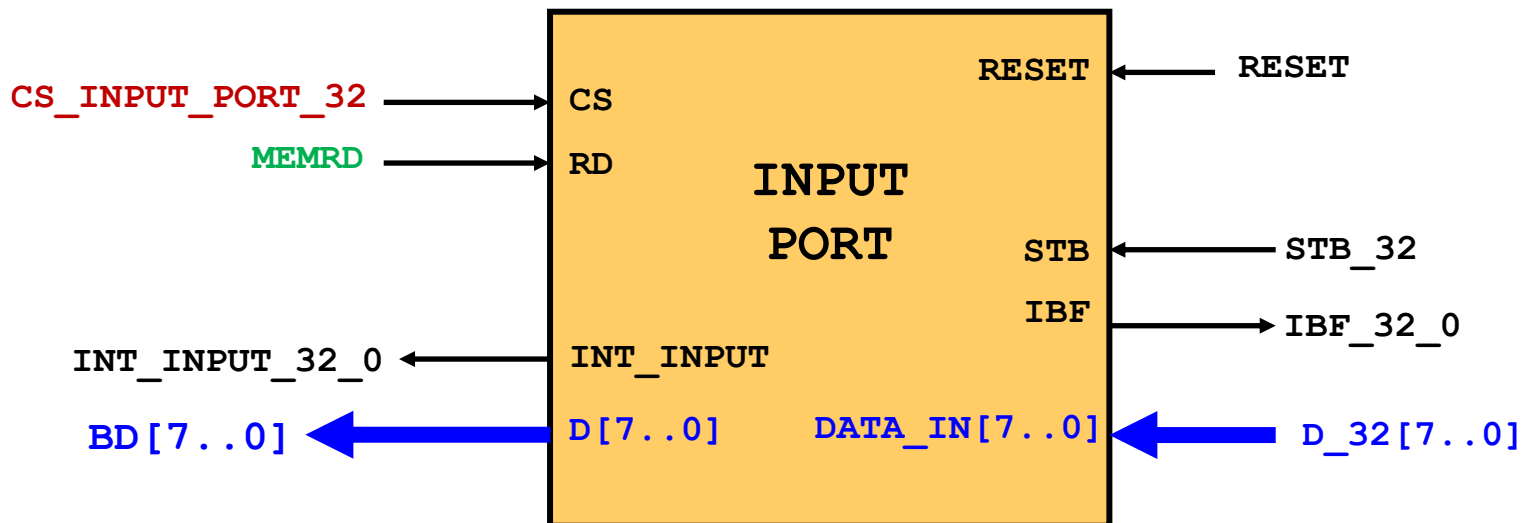 RESET
RESET
CS_INPUT_PORT_32
CS
MEMRD
RD
INPUT
PORT
STB
STB_32
IBF
IBF_32_0
INT_INPUT_32_0
INT_INPUT
BD[7..0]
D[7..0]
DATA_IN[7..0]
D_32[7..0]